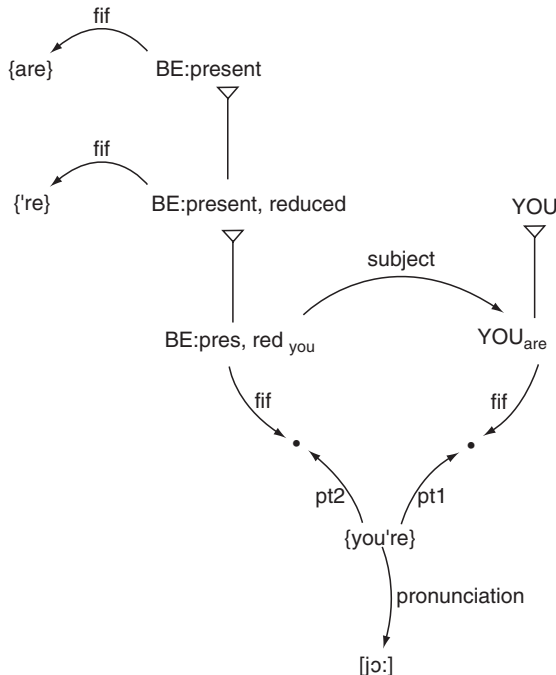 fif
{are} BE:present
fif
{'re} BE:present, reduced YOU
subject
BE:pres, red you YOUare
fif fif
pt2 pt1
{you're}
pronunciation
[jɔ:]